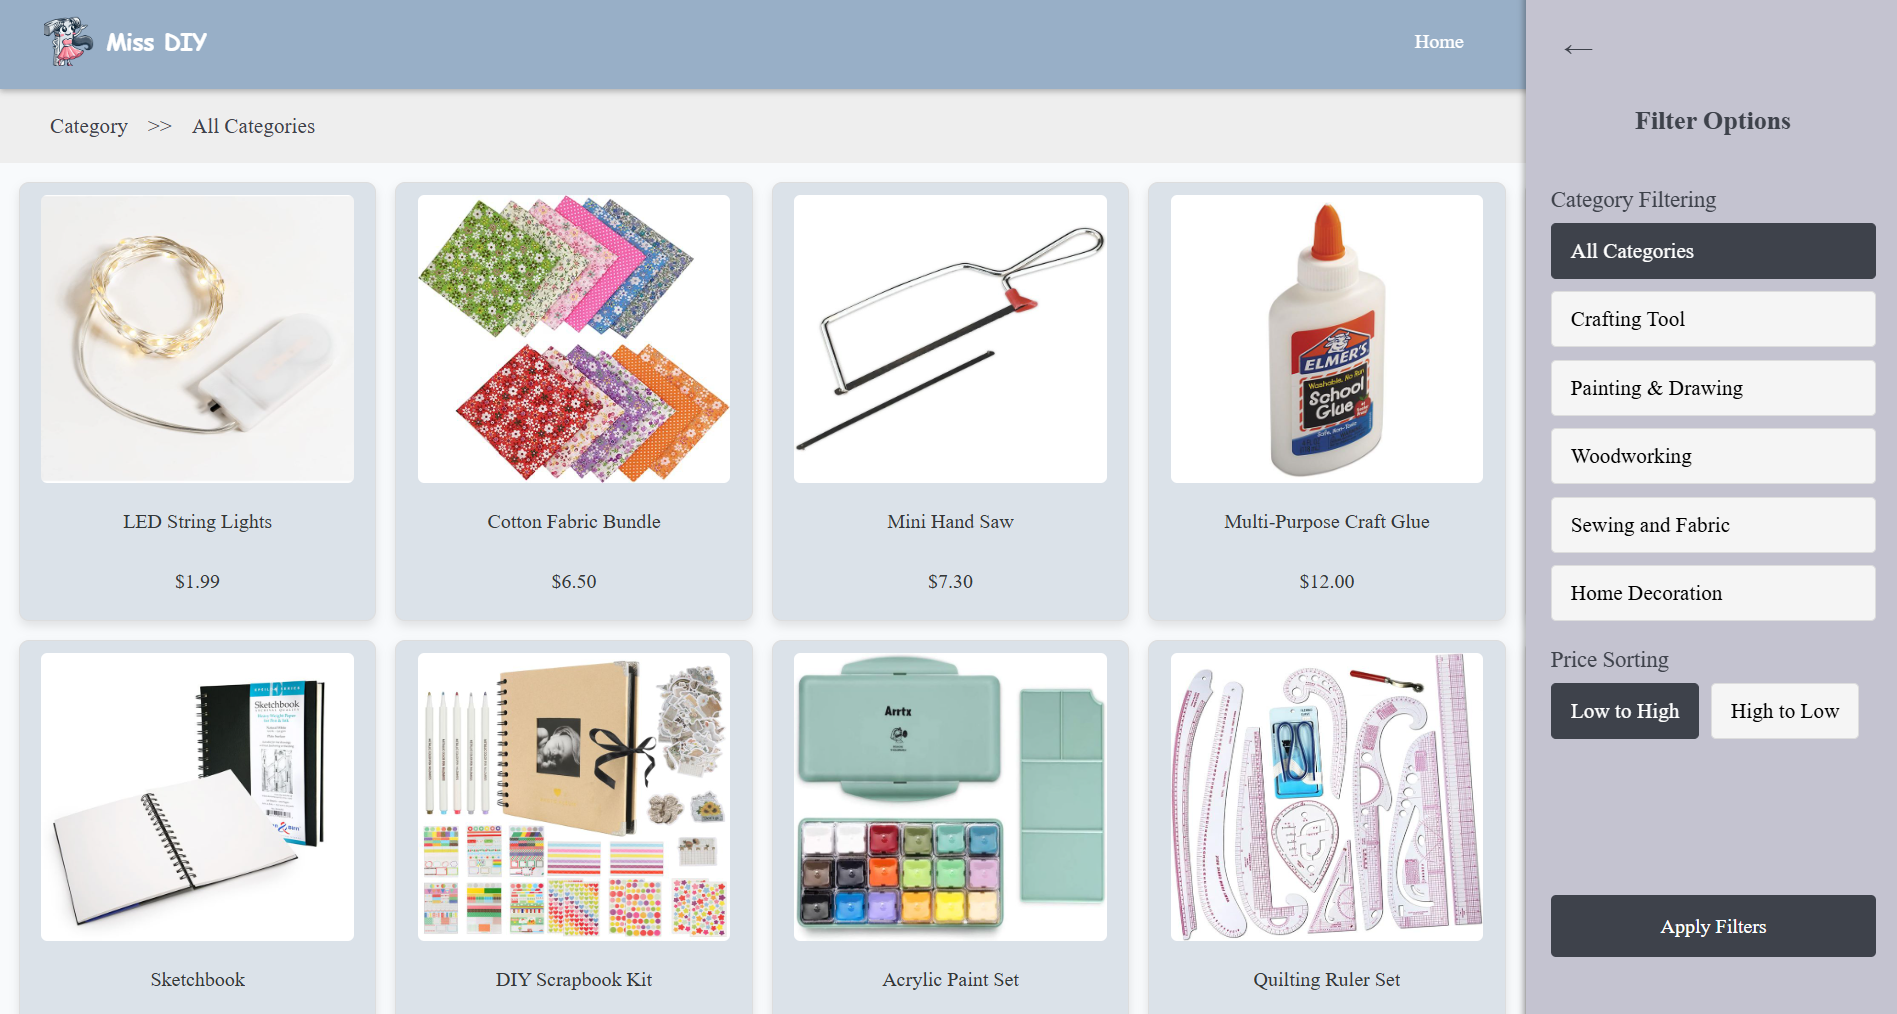 Miss DIY
Home
←
Category >> All Categories
Filter Options
Category Filtering
All Categories
Crafting Tool
Painting & Drawing
Woodworking
Sewing and Fabric
Home Decoration
Price Sorting
Low to High
High to Low
Apply Filters
ELMER'S
Washable, No Run
School
Glue
Safe, Non-Toxic
LED String Lights
Cotton Fabric Bundle
Mini Hand Saw
Multi-Purpose Craft Glue
$1.99
$6.50
$7.30
$12.00
Sketchbook
Arrtx
Sketchbook
DIY Scrapbook Kit
Acrylic Paint Set
Quilting Ruler Set